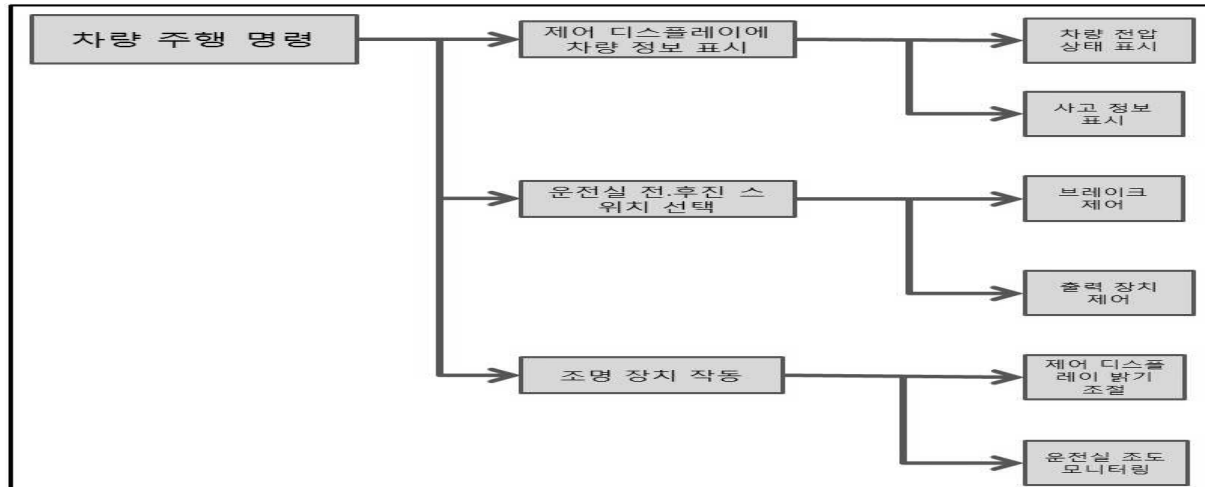 차량 주행 명령
제어 디스플레이에
차량 정보 표시
차량 전압
상태 표시
사고 정보
표시
운전실 전.후진 스
위치 선택
브레이크
제어
출력 장치
제어
조명 장치 작동
제어 디스플
레이 밝기
조절
운전실 조도
모니터링